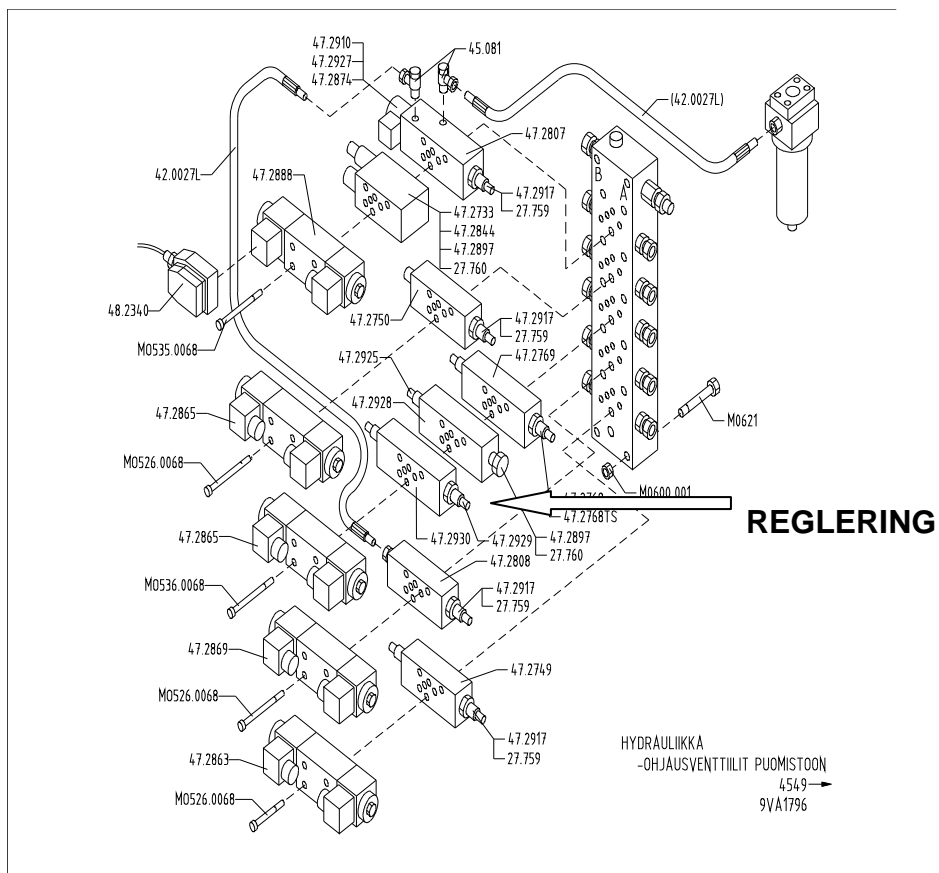 47.2910
47.2927
47.2874
45.081
(42.0027L)
47.2807
42.0027L
47.2888
B
A
47.2917
27.759
47.2733
47.2844
47.2897
27.760
48.2340
47.2750
47.2917
27.759
47.2769
M0535.0068
47.2925
47.2928
47.2865
M0621
M0526.0068
M0600.001
47.2768TS
REGLERING
47.2930
47.2929
47.2897
27.760
47.2865
47.2808
M0536.0068
47.2917
27.759
47.2869
47.2749
M0526.0068
47.2917
27.759
47.2863
HYDRAULIIKKA
-OHJAUSVENTTIILIT PUOMISTOON
4549
9VA1796
M0526.0068